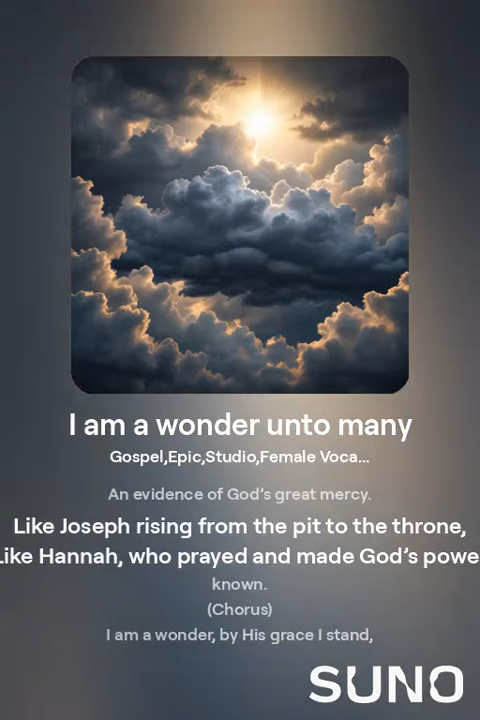 I am a wonder unto many
Gospel,Epic,Studio,Female Voca...
An evidence of God’s great mercy.
Like Joseph rising from the pit to the throne,
Like Hannah, who prayed and made God’s powe
known.
(Chorus)
I am a wonder, by His grace I stand,
SUNO